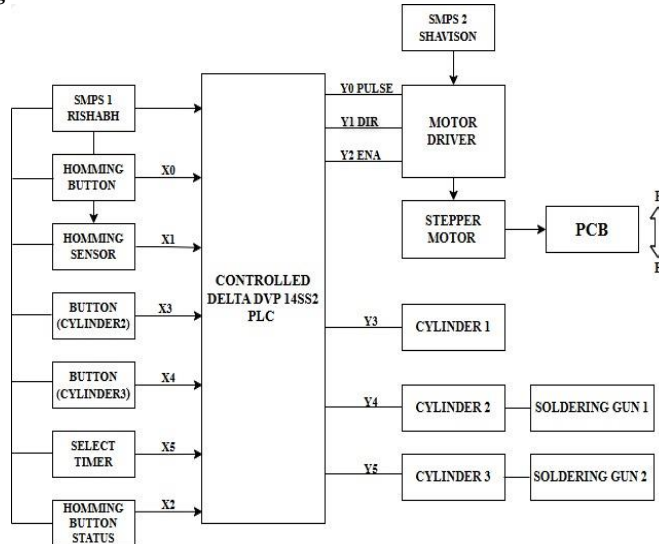 SMPS 2
SHAVISON
SMPS 1
RISHABH
Y0 PULSE
MOTOR
DRIVER
Y1 DIR
Y2 ENA
HOMMING
BUTTON
X0
STEPPER
MOTOR
PCB
HOMMING
SENSOR
X1
CONTROLLED
DELTA DVP 14SS2
PLC
BUTTON
(CYLINDER2)
X3
Y3
CYLINDER 1
BUTTON
(CYLINDER3)
X4
Y4
CYLINDER 2
SOLDERING GUN 1
SELECT
TIMER
X5
Y5
CYLINDER 3
SOLDERING GUN 2
HOMMING
BUTTON
STATUS
X2